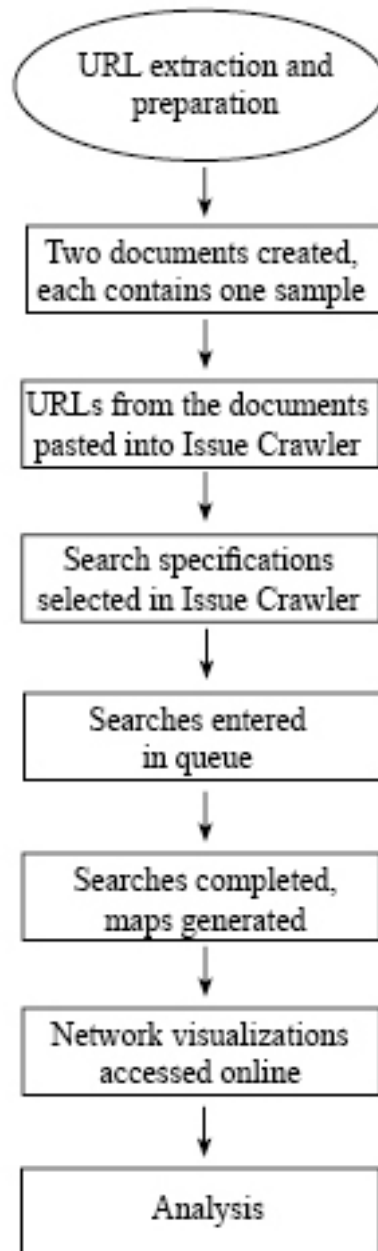 URL extraction and
preparation
Two documents created,
each contains one sample
URLs from the documents
pasted into Issue Crawler
Search specifications
selected in Issue Crawler
Searches entered
in queue
Searches completed,
maps generated
Network visualizations
accessed online
Analysis